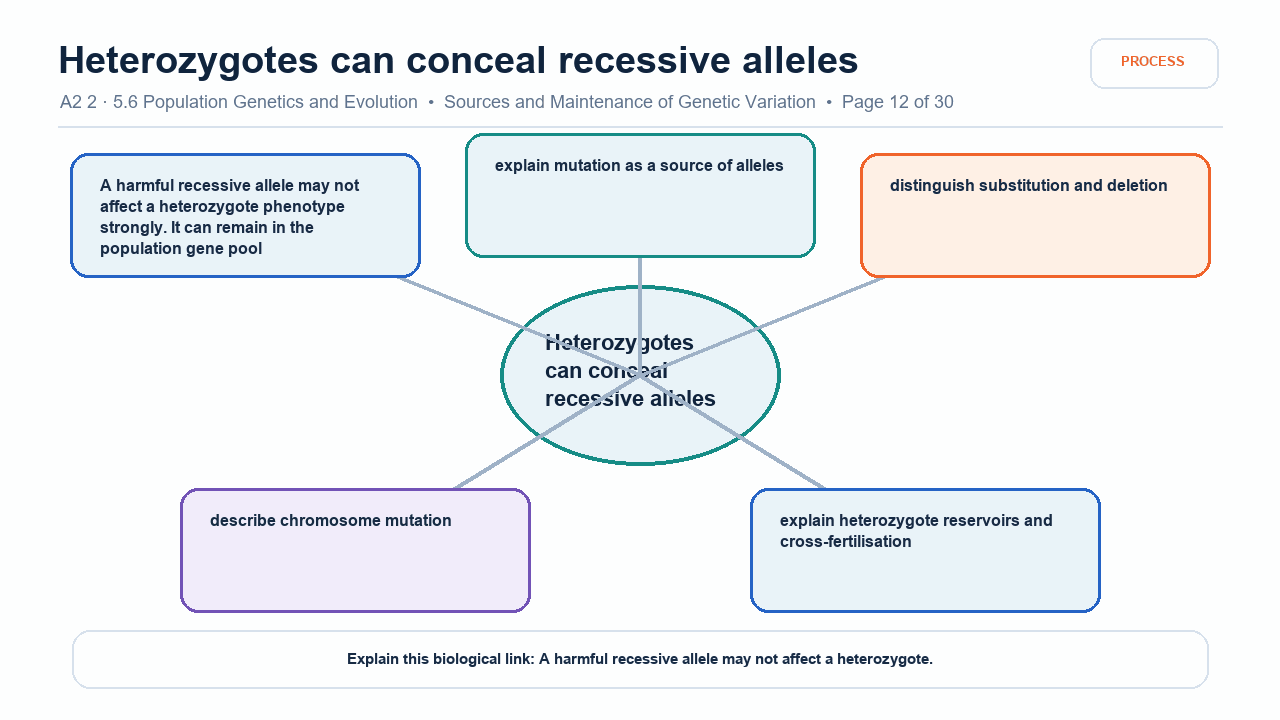 Heterozygotes can conceal recessive alleles
PROCESS
A2 2 · 5.6 Population Genetics and Evolution • Sources and Maintenance of Genetic Variation • Page 12 of 30
A harmful recessive allele may not
affect a heterozygote phenotype
strongly. It can remain in the
population gene pool
explain mutation as a source of alleles
distinguish substitution and deletion
Heterozygotes
can conceal
recessive alleles
describe chromosome mutation
explain heterozygote reservoirs and
cross-fertilisation
Explain this biological link: A harmful recessive allele may not affect a heterozygote.